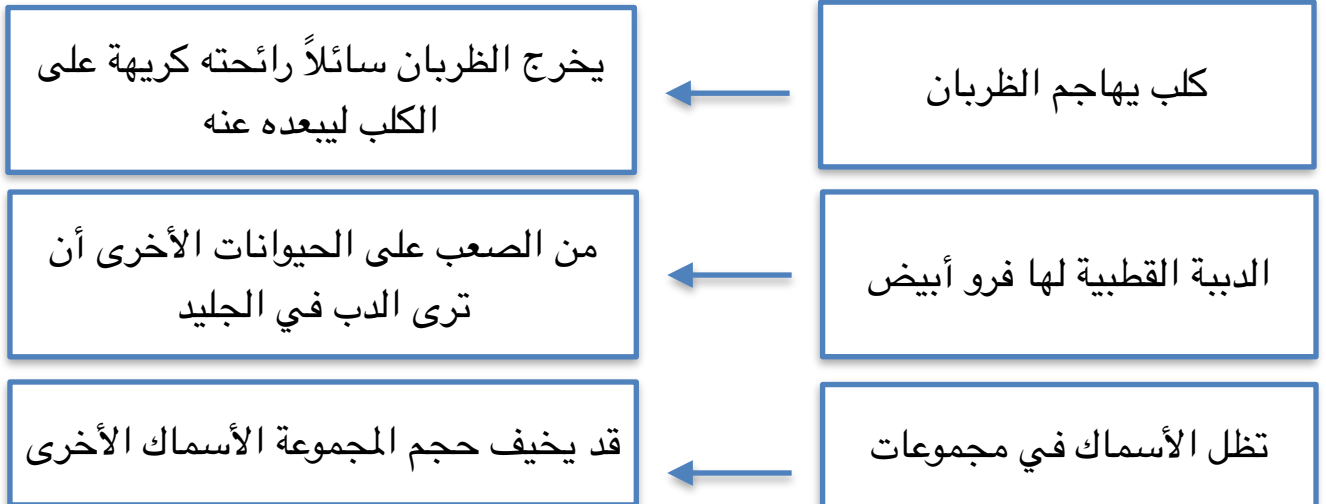 كلب يهاجم الظربان
يخرج الظربان سائلاً رائحته كريهة على
الكلب ليبعده عنه
الدببة القطبية لها فرو أبيض
من الصعب على الحيوانات الأخرى أن
ترى الدب في الجليد
تظل الأسماك في مجموعات
قد يخيف حجم المجموعة الأسماك الأخرى